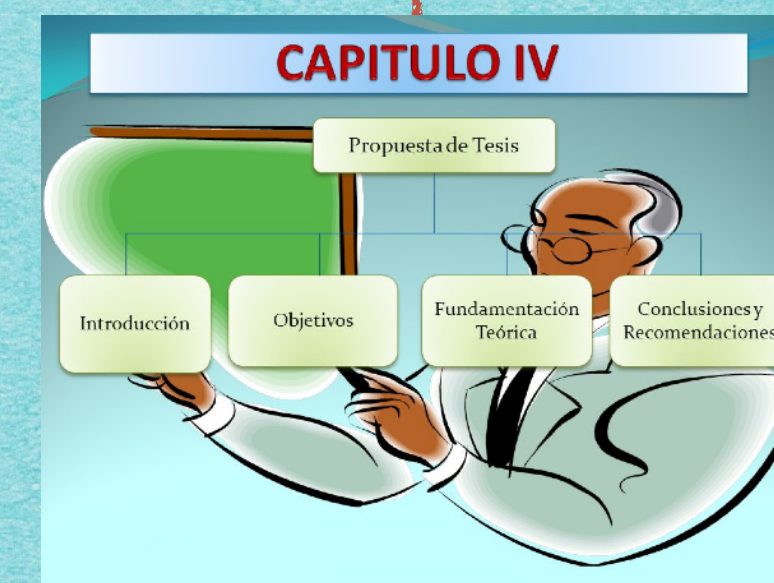 CAPITULO IV
Propuesta de Tesis
Introducción
Objetivos
Fundamentación
Teórica
Conclusiones y
Recomendaciones